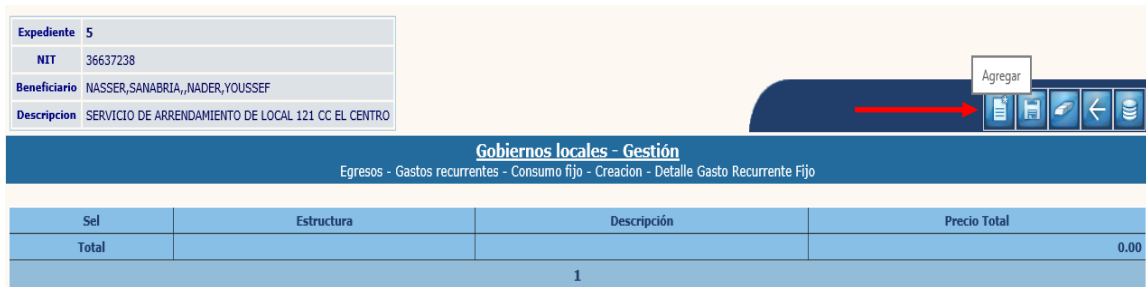 Expediente 5
NIT 36637238
Beneficiario NASSER,SANABRIA,,NADER,YOUSSEF
Descripcion SERVICIO DE ARRENDAMIENTO DE LOCAL 121 CC EL CENTRO
Agregar
Gobiernos locales - Gestión
Egresos - Gastos recurrentes - Consumo fijo - Creacion - Detalle Gasto Recurrente Fijo
Sel Estructura Descripción Precio Total
Total 0.00
1